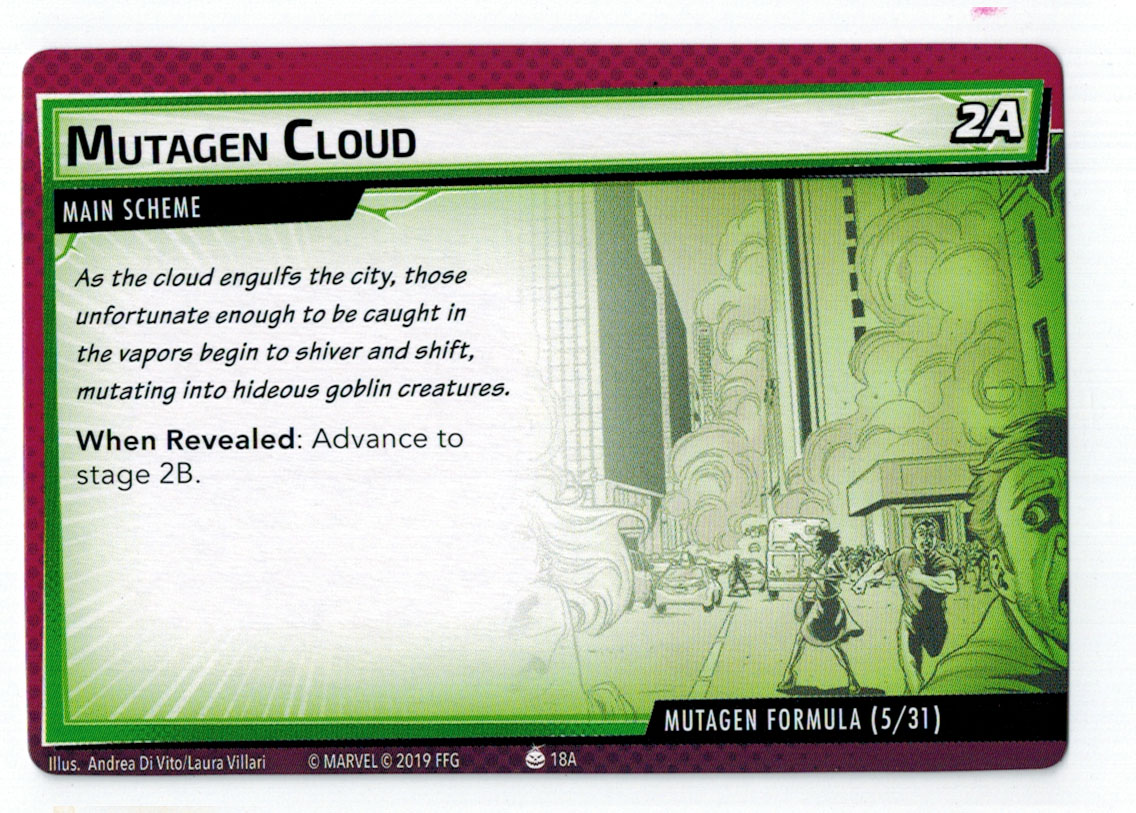 Mutagen Cloud
2A
MAIN SCHEME
As the cloud engulfs the city, those
unfortunate enough to be caught in
the vapors begin to shiver and shift,
mutating into hideous goblin creatures.
When Revealed: Advance to
stage 2B.
MUTAGEN FORMULA (5/31)
Illus. Andrea Di Vito/Laura Villari © MARVEL © 2019 FFG 18A